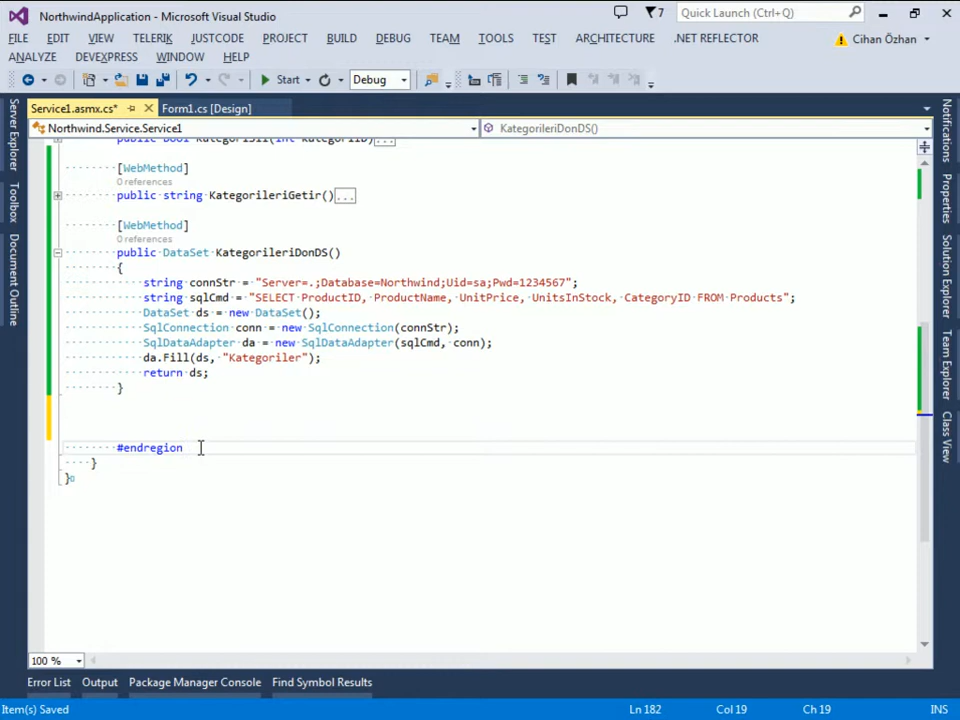 NorthwindApplication - Microsoft Visual Studio
7
Quick Launch (Ctrl+Q)
FILE EDIT VIEW TELERIK JUSTCODE PROJECT BUILD DEBUG TEAM TOOLS TEST ARCHITECTURE .NET REFLECTOR
Cihan Özhan
ANALYZE DEVEXPRESS WINDOW HELP
Start Debug
Service1.asmx.cs* Form1.cs [Design]
Northwind.Service.Service1 KategorileriDonDS()
public bool KategoriSil(int kategoriID)...
[WebMethod]
0 references
public string KategorileriGetir()...
[WebMethod]
0 references
public DataSet KategorileriDonDS()
{
string connStr = "Server=.;Database=Northwind;Uid=sa;Pwd=1234567";
string sqlCmd = "SELECT ProductID, ProductName, UnitPrice, UnitsInStock, CategoryID FROM Products";
DataSet ds = new DataSet();
SqlConnection conn = new SqlConnection(connStr);
SqlDataAdapter da = new SqlDataAdapter(sqlCmd, conn);
da.Fill(ds, "Kategoriler");
return ds;
}
#endregion
}
}
Server Explorer
Toolbox
Document Outline
Notifications
Properties
Solution Explorer
Team Explorer
Class View
100 %
Error List Output Package Manager Console Find Symbol Results
Item(s) Saved Ln 182 Col 19 Ch 19 INS